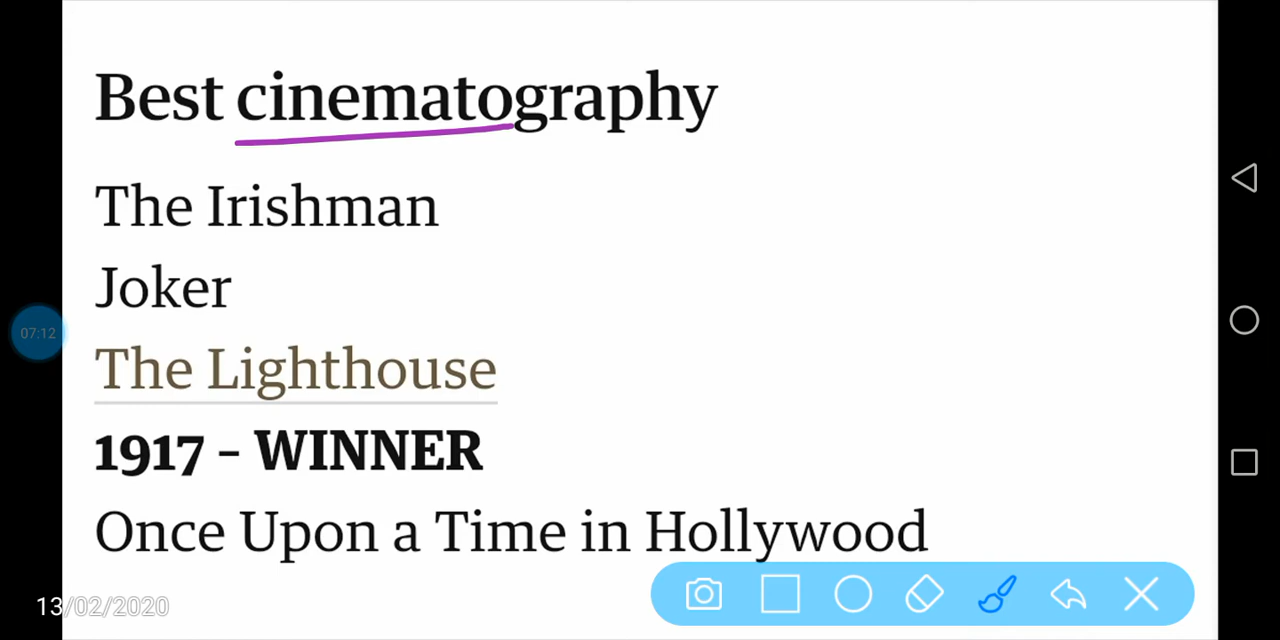 Best cinematography
The Irishman
Joker
07:12
The Lighthouse
1917 – WINNER
Once Upon a Time in Hollywood
13/02/2020